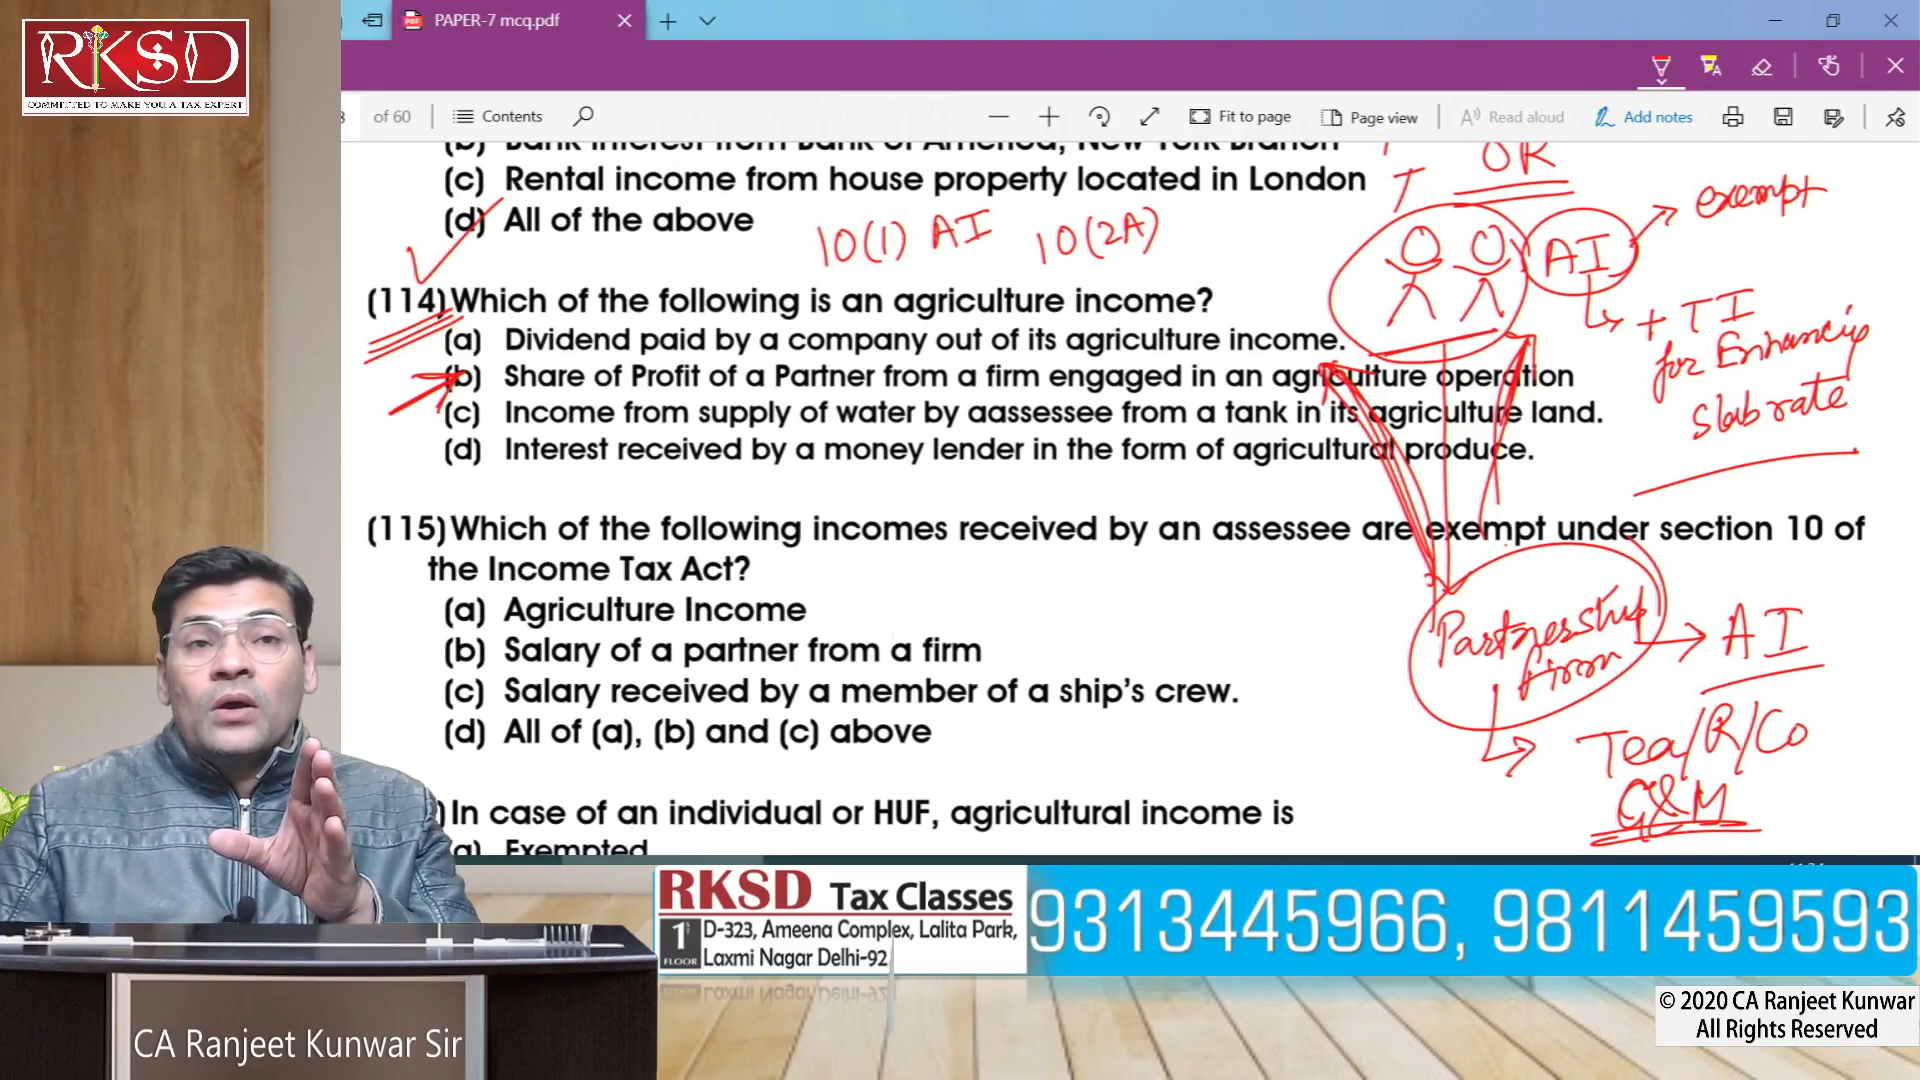 RKSD
COMMITTED TO MAKE YOU A TAX EXPERT
PAPER-7 mcq.pdf
of 60
Contents
Fit to page
Page view
Read aloud
Add notes
(b) Bank interest from Bank of America, New York Branch
(c) Rental income from house property located in London
(d) All of the above
10(1) AI 10(2A)
OR
AI
exempt
+ TI
for Enhancing
Slab rate
(114) Which of the following is an agriculture income?
(a) Dividend paid by a company out of its agriculture income.
(b) Share of Profit of a Partner from a firm engaged in an agriculture operation
(c) Income from supply of water by aassessee from a tank in its agriculture land.
(d) Interest received by a money lender in the form of agricultural produce.
(115) Which of the following incomes received by an assessee are exempt under section 10 of
the Income Tax Act?
(a) Agriculture Income
(b) Salary of a partner from a firm
(c) Salary received by a member of a ship's crew.
(d) All of (a), (b) and (c) above
Partnership
firm
AI
Tea/R/Co
G&M
) In case of an individual or HUF, agricultural income is
(a) Exempted
RKSD Tax Classes
1ST FLOOR
D-323, Ameena Complex, Lalita Park,
Laxmi Nagar Delhi-92
9313445966, 9811459593
CA Ranjeet Kunwar Sir
© 2020 CA Ranjeet Kunwar
All Rights Reserved